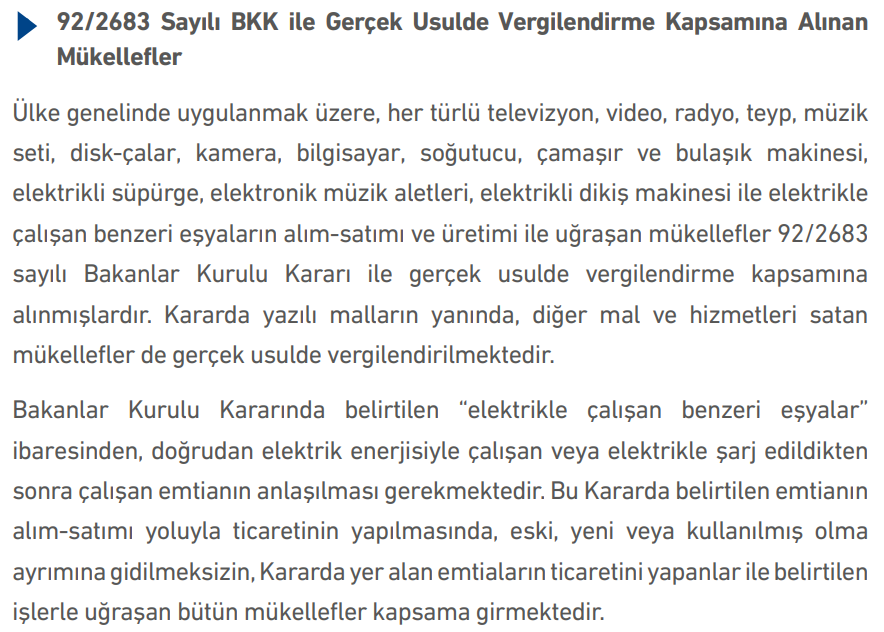 92/2683 Sayılı BKK ile Gerçek Usulde Vergilendirme Kapsamına Alınan
Mükellefler
Ülke genelinde uygulanmak üzere, her türlü televizyon, video, radyo, teyp, müzik
seti, disk-çalar, kamera, bilgisayar, soğutucu, çamaşır ve bulaşık makinesi,
elektrikli süpürge, elektronik müzik aletleri, elektrikli dikiş makinesi ile elektrikle
çalışan benzeri eşyaların alım-satımı ve üretimi ile uğraşan mükellefler 92/2683
sayılı Bakanlar Kurulu Kararı ile gerçek usulde vergilendirme kapsamına
alınmışlardır. Kararda yazılı malların yanında, diğer mal ve hizmetleri satan
mükellefler de gerçek usulde vergilendirilmektedir.
Bakanlar Kurulu Kararında belirtilen “elektrikle çalışan benzeri eşyalar”
ibaresinden, doğrudan elektrik enerjisiyle çalışan veya elektrikle şarj edildikten
sonra çalışan emtianın anlaşılması gerekmektedir. Bu Kararda belirtilen emtianın
alım-satımı yoluyla ticaretinin yapılmasında, eski, yeni veya kullanılmış olma
ayrımına gidilmeksizin, Kararda yer alan emtiaların ticaretini yapanlar ile belirtilen
işlerle uğraşan bütün mükellefler kapsama girmektedir.